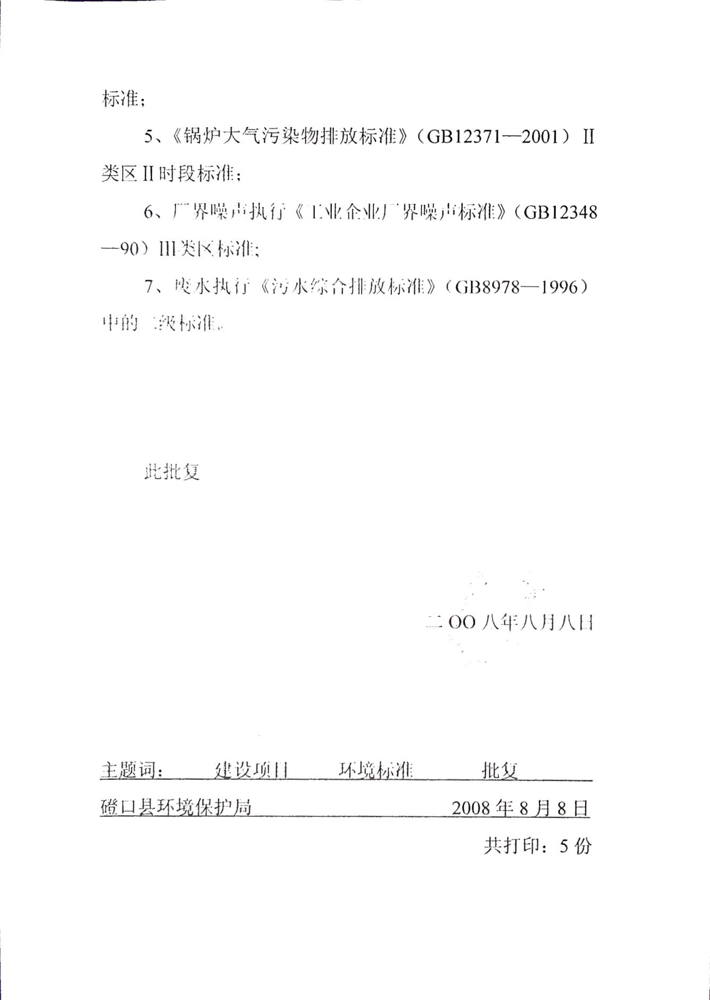 标准；
5、《锅炉大气污染物排放标准》（GB12371—2001）II
类区II时段标准；
6、厂界噪声执行《工业企业厂界噪声标准》（GB12348
—90）III类区标准；
7、废水执行《污水综合排放标准》（GB8978—1996）
中的二级标准。
此批复
二OO八年八月八日
主题词： 建设项目 环境标准 批复
磴口县环境保护局 2008年8月8日
共打印：5份